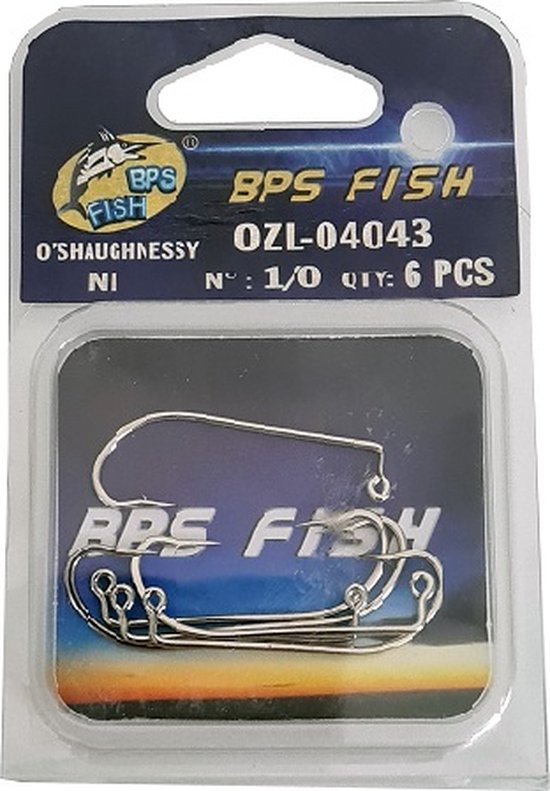 BPS
FISH
®
BPS FISH
O'SHAUGHNESSY
NI
OZL-04043
N° : 1/0 QTY: 6 PCS
BPS FISH